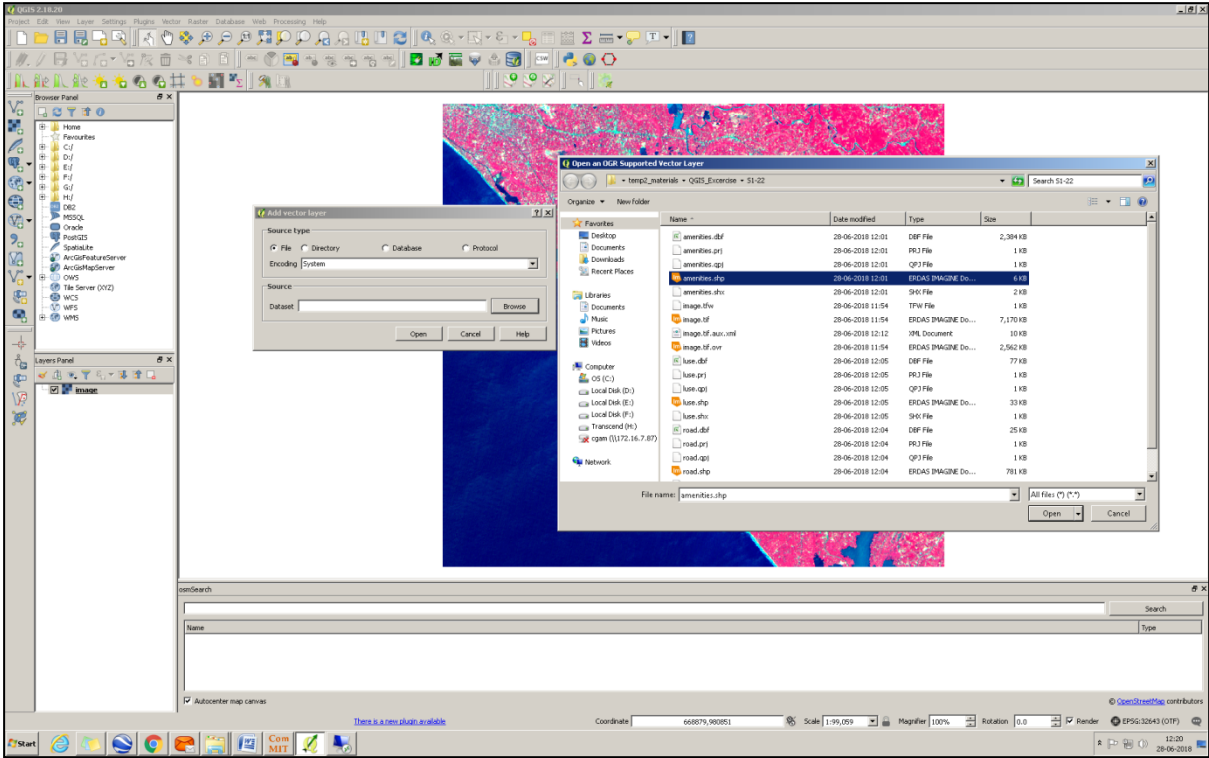 QGIS 2.18.20
Project Edit View Layer Settings Plugins Vector Raster Database Web Processing Help
CSW
Browser Panel
Home
Favourites
C:/
D:/
E:/
F:/
G:/
H:/
DB2
MSSQL
Oracle
PostGIS
SpatiaLite
ArcGisFeatureServer
ArcGisMapServer
OWS
Tile Server (XYZ)
WCS
WFS
WMS
Layers Panel
image
Add vector layer
Source type
File Directory Database Protocol
Encoding System
Source
Dataset Browse
Open Cancel Help
Open an OGR Supported Vector Layer
temp2_materials QGIS_Excercise S1-22 Search S1-22
Organize New folder
Favorites
Desktop
Documents
Downloads
Recent Places
Libraries
Documents
Music
Pictures
Videos
Computer
OS (C:)
Local Disk (D:)
Local Disk (E:)
Local Disk (F:)
Transcend (H:)
cgam (\\172.16.7.87)
Network
Name Date modified Type Size
amenities.dbf 28-06-2018 12:01 DBF File 2,384 KB
amenities.prj 28-06-2018 12:01 PRJ File 1 KB
amenities.qpj 28-06-2018 12:01 QPJ File 1 KB
amenities.shp 28-06-2018 12:01 ERDAS IMAGINE Do... 6 KB
amenities.shx 28-06-2018 12:01 SHX File 2 KB
image.tfw 28-06-2018 11:54 TFW File 1 KB
image.tif 28-06-2018 11:54 ERDAS IMAGINE Do... 7,170 KB
image.tif.aux.xml 28-06-2018 12:12 XML Document 10 KB
image.tif.ovr 28-06-2018 11:54 ERDAS IMAGINE Do... 2,562 KB
luse.dbf 28-06-2018 12:05 DBF File 77 KB
luse.prj 28-06-2018 12:05 PRJ File 1 KB
luse.qpj 28-06-2018 12:05 QPJ File 1 KB
luse.shp 28-06-2018 12:05 ERDAS IMAGINE Do... 33 KB
luse.shx 28-06-2018 12:05 SHX File 1 KB
road.dbf 28-06-2018 12:04 DBF File 25 KB
road.prj 28-06-2018 12:04 PRJ File 1 KB
road.qpj 28-06-2018 12:04 QPJ File 1 KB
road.shp 28-06-2018 12:04 ERDAS IMAGINE Do... 781 KB
File name: amenities.shp All files (*) (*.*)
Open Cancel
osmSearch
Search
Name Type
Autocenter map canvas © OpenStreetMap contributors
There is a new plugin available Coordinate 668879,980851 Scale 1:99,059 Magnifier 100% Rotation 0.0 Render EPSG:32643 (OTF)
Start Com MIT 12:20
28-06-2018